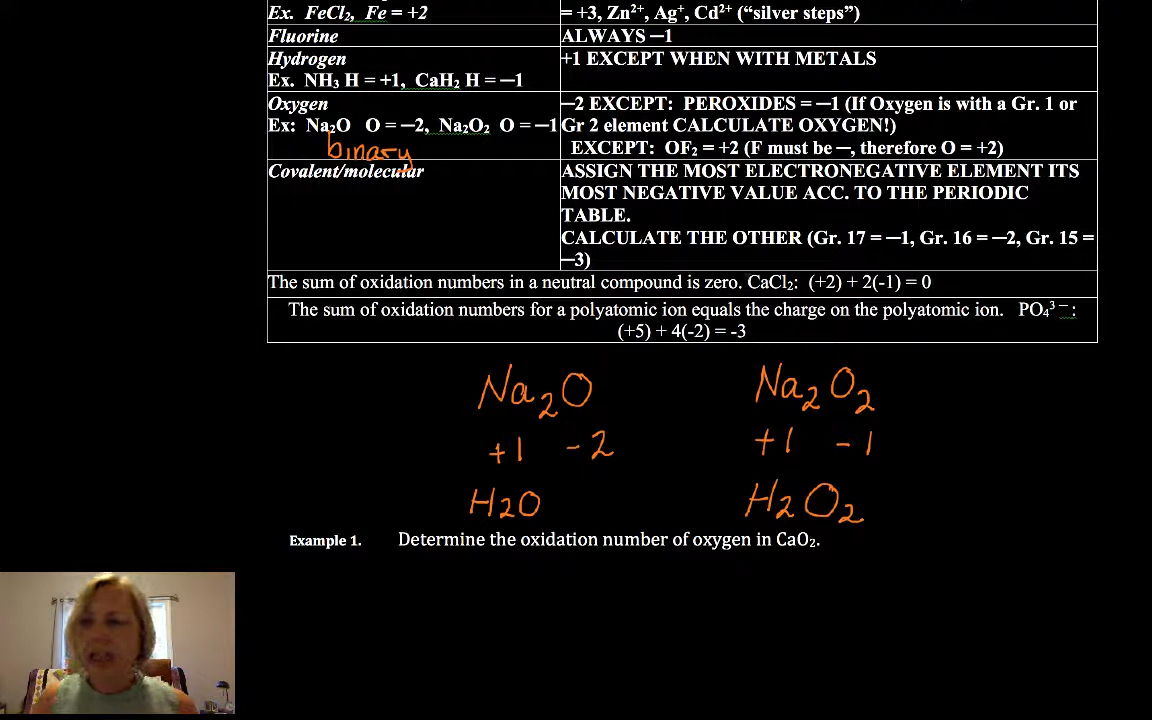 Ex. FeCl₂, Fe = +2
= +3, Zn²⁺, Ag⁺, Cd²⁺ (“silver steps”)
Fluorine
ALWAYS —1
Hydrogen
Ex. NH₃ H = +1, CaH₂ H = —1
+1 EXCEPT WHEN WITH METALS
Oxygen
Ex: Na₂O O = —2, Na₂O₂ O = —1
binary
—2 EXCEPT: PEROXIDES = —1 (If Oxygen is with a Gr. 1 or
Gr 2 element CALCULATE OXYGEN!)
EXCEPT: OF₂ = +2 (F must be —, therefore O = +2)
Covalent/molecular
ASSIGN THE MOST ELECTRONEGATIVE ELEMENT ITS
MOST NEGATIVE VALUE ACC. TO THE PERIODIC
TABLE.
CALCULATE THE OTHER (Gr. 17 = —1, Gr. 16 = —2, Gr. 15 =
—3)
The sum of oxidation numbers in a neutral compound is zero. CaCl₂: (+2) + 2(-1) = 0
The sum of oxidation numbers for a polyatomic ion equals the charge on the polyatomic ion. PO₄³⁻:
(+5) + 4(-2) = -3
Na₂O Na₂O₂
+1 -2 +1 -1
H₂O H₂O₂
Example 1. Determine the oxidation number of oxygen in CaO₂.